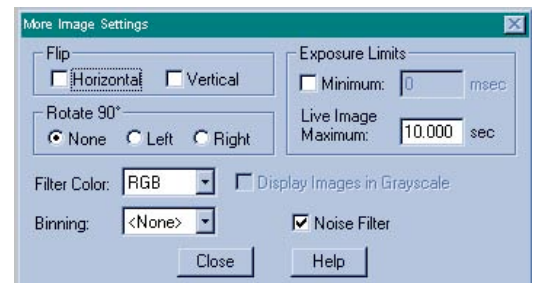 More Image Settings
Flip
Horizontal Vertical
Rotate 90°
None Left Right
Exposure Limits
Minimum: 0 msec
Live Image
Maximum: 10.000 sec
Filter Color: RGB Display Images in Grayscale
Binning: <None> Noise Filter
Close Help